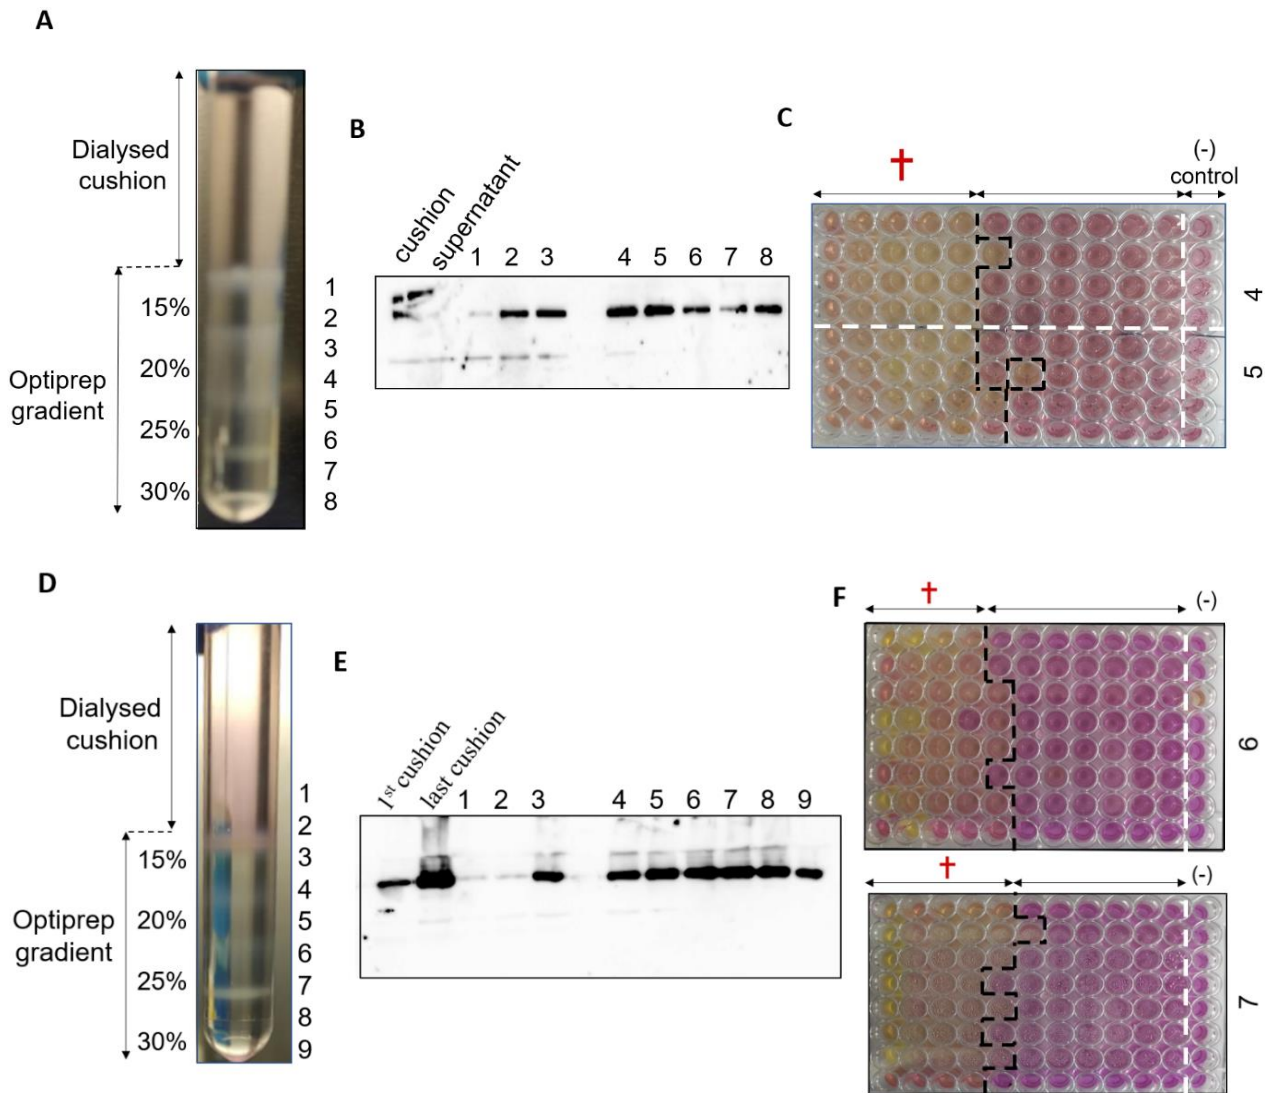 A
Dialysed
cushion
Optiprep
gradient
15%
20%
25%
30%
1
2
3
4
5
6
7
8
B
cushion
supernatant
1 2 3 4 5 6 7 8
C
†
(-)
control
4
5
D
Dialysed
cushion
Optiprep
gradient
15%
20%
25%
30%
1
2
3
4
5
6
7
8
9
E
1st cushion
last cushion
1 2 3 4 5 6 7 8 9
F
†
(-)
6
†
(-)
7